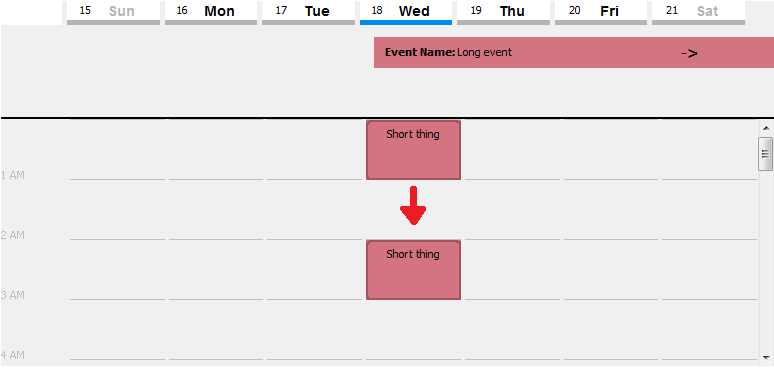 15 Sun 16 Mon 17 Tue 18 Wed 19 Thu 20 Fri 21 Sat
Event Name: Long event ->
Short thing
1 AM
2 AM
Short thing
3 AM
4 AM